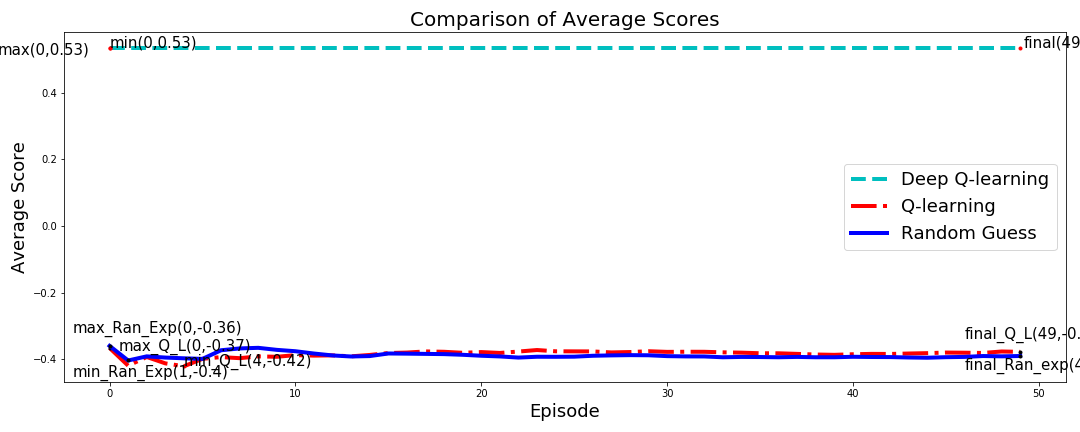 Comparison of Average Scores
max(0,0.53)
min(0,0.53)
final(49
0.4
0.2
0.0
−0.2
−0.4
Average Score
Deep Q-learning
Q-learning
Random Guess
max_Ran_Exp(0,-0.36)
max_Q_L(0,-0.37)
min_Q_L(4,-0.42)
min_Ran_Exp(1,-0.4)
final_Q_L(49,-0.
final_Ran_exp(4
0
10
20
30
40
50
Episode